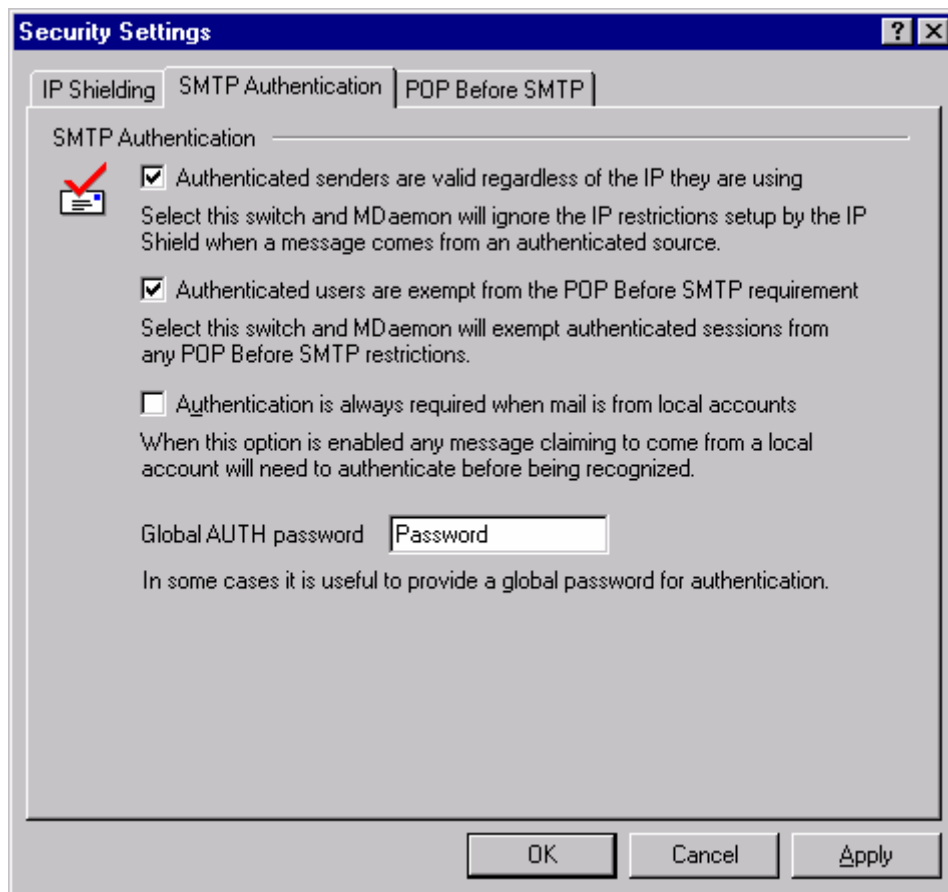 Security Settings
IP Shielding SMTP Authentication POP Before SMTP
SMTP Authentication
Authenticated senders are valid regardless of the IP they are using
Select this switch and MDaemon will ignore the IP restrictions setup by the IP
Shield when a message comes from an authenticated source.
Authenticated users are exempt from the POP Before SMTP requirement
Select this switch and MDaemon will exempt authenticated sessions from
any POP Before SMTP restrictions.
Authentication is always required when mail is from local accounts
When this option is enabled any message claiming to come from a local
account will need to authenticate before being recognized.
Global AUTH password Password
In some cases it is useful to provide a global password for authentication.
OK Cancel Apply